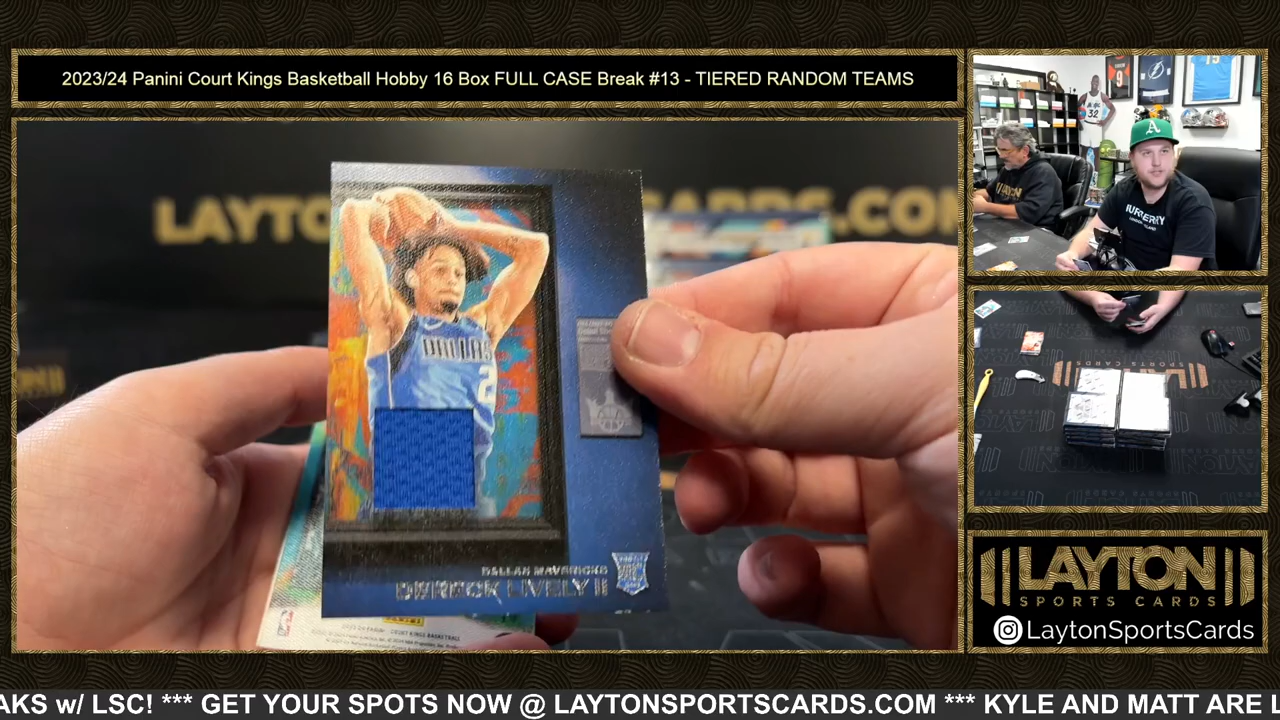 2023/24 Panini Court Kings Basketball Hobby 16 Box FULL CASE Break #13 - TIERED RANDOM TEAMS
DALLAS
2
DALLAS MAVERICKS
DERECK LIVELY II
LAYTON
SPORTS CARDS
LaytonSportsCards
AKS w/ LSC! *** GET YOUR SPOTS NOW @ LAYTONSPORTSCARDS.COM *** KYLE AND MATT ARE L